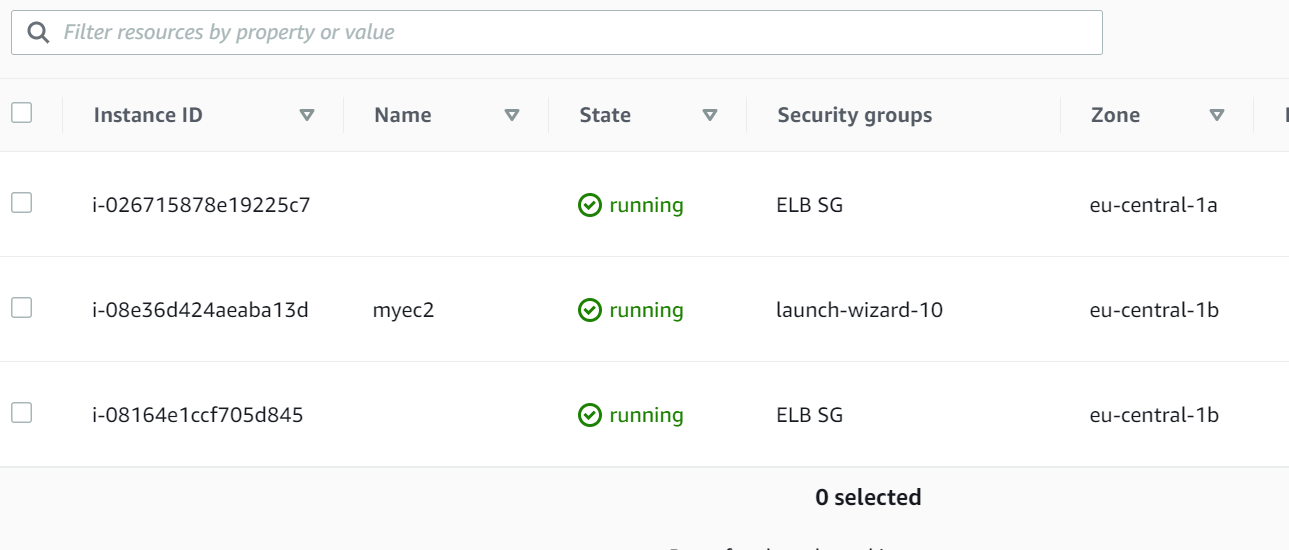 Filter resources by property or value
Instance ID Name State Security groups Zone
i-026715878e19225c7 running ELB SG eu-central-1a
i-08e36d424aeaba13d myec2 running launch-wizard-10 eu-central-1b
i-08164e1ccf705d845 running ELB SG eu-central-1b
0 selected